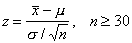 z = (x̄ − μ) / (σ / √n),   n ≥ 30